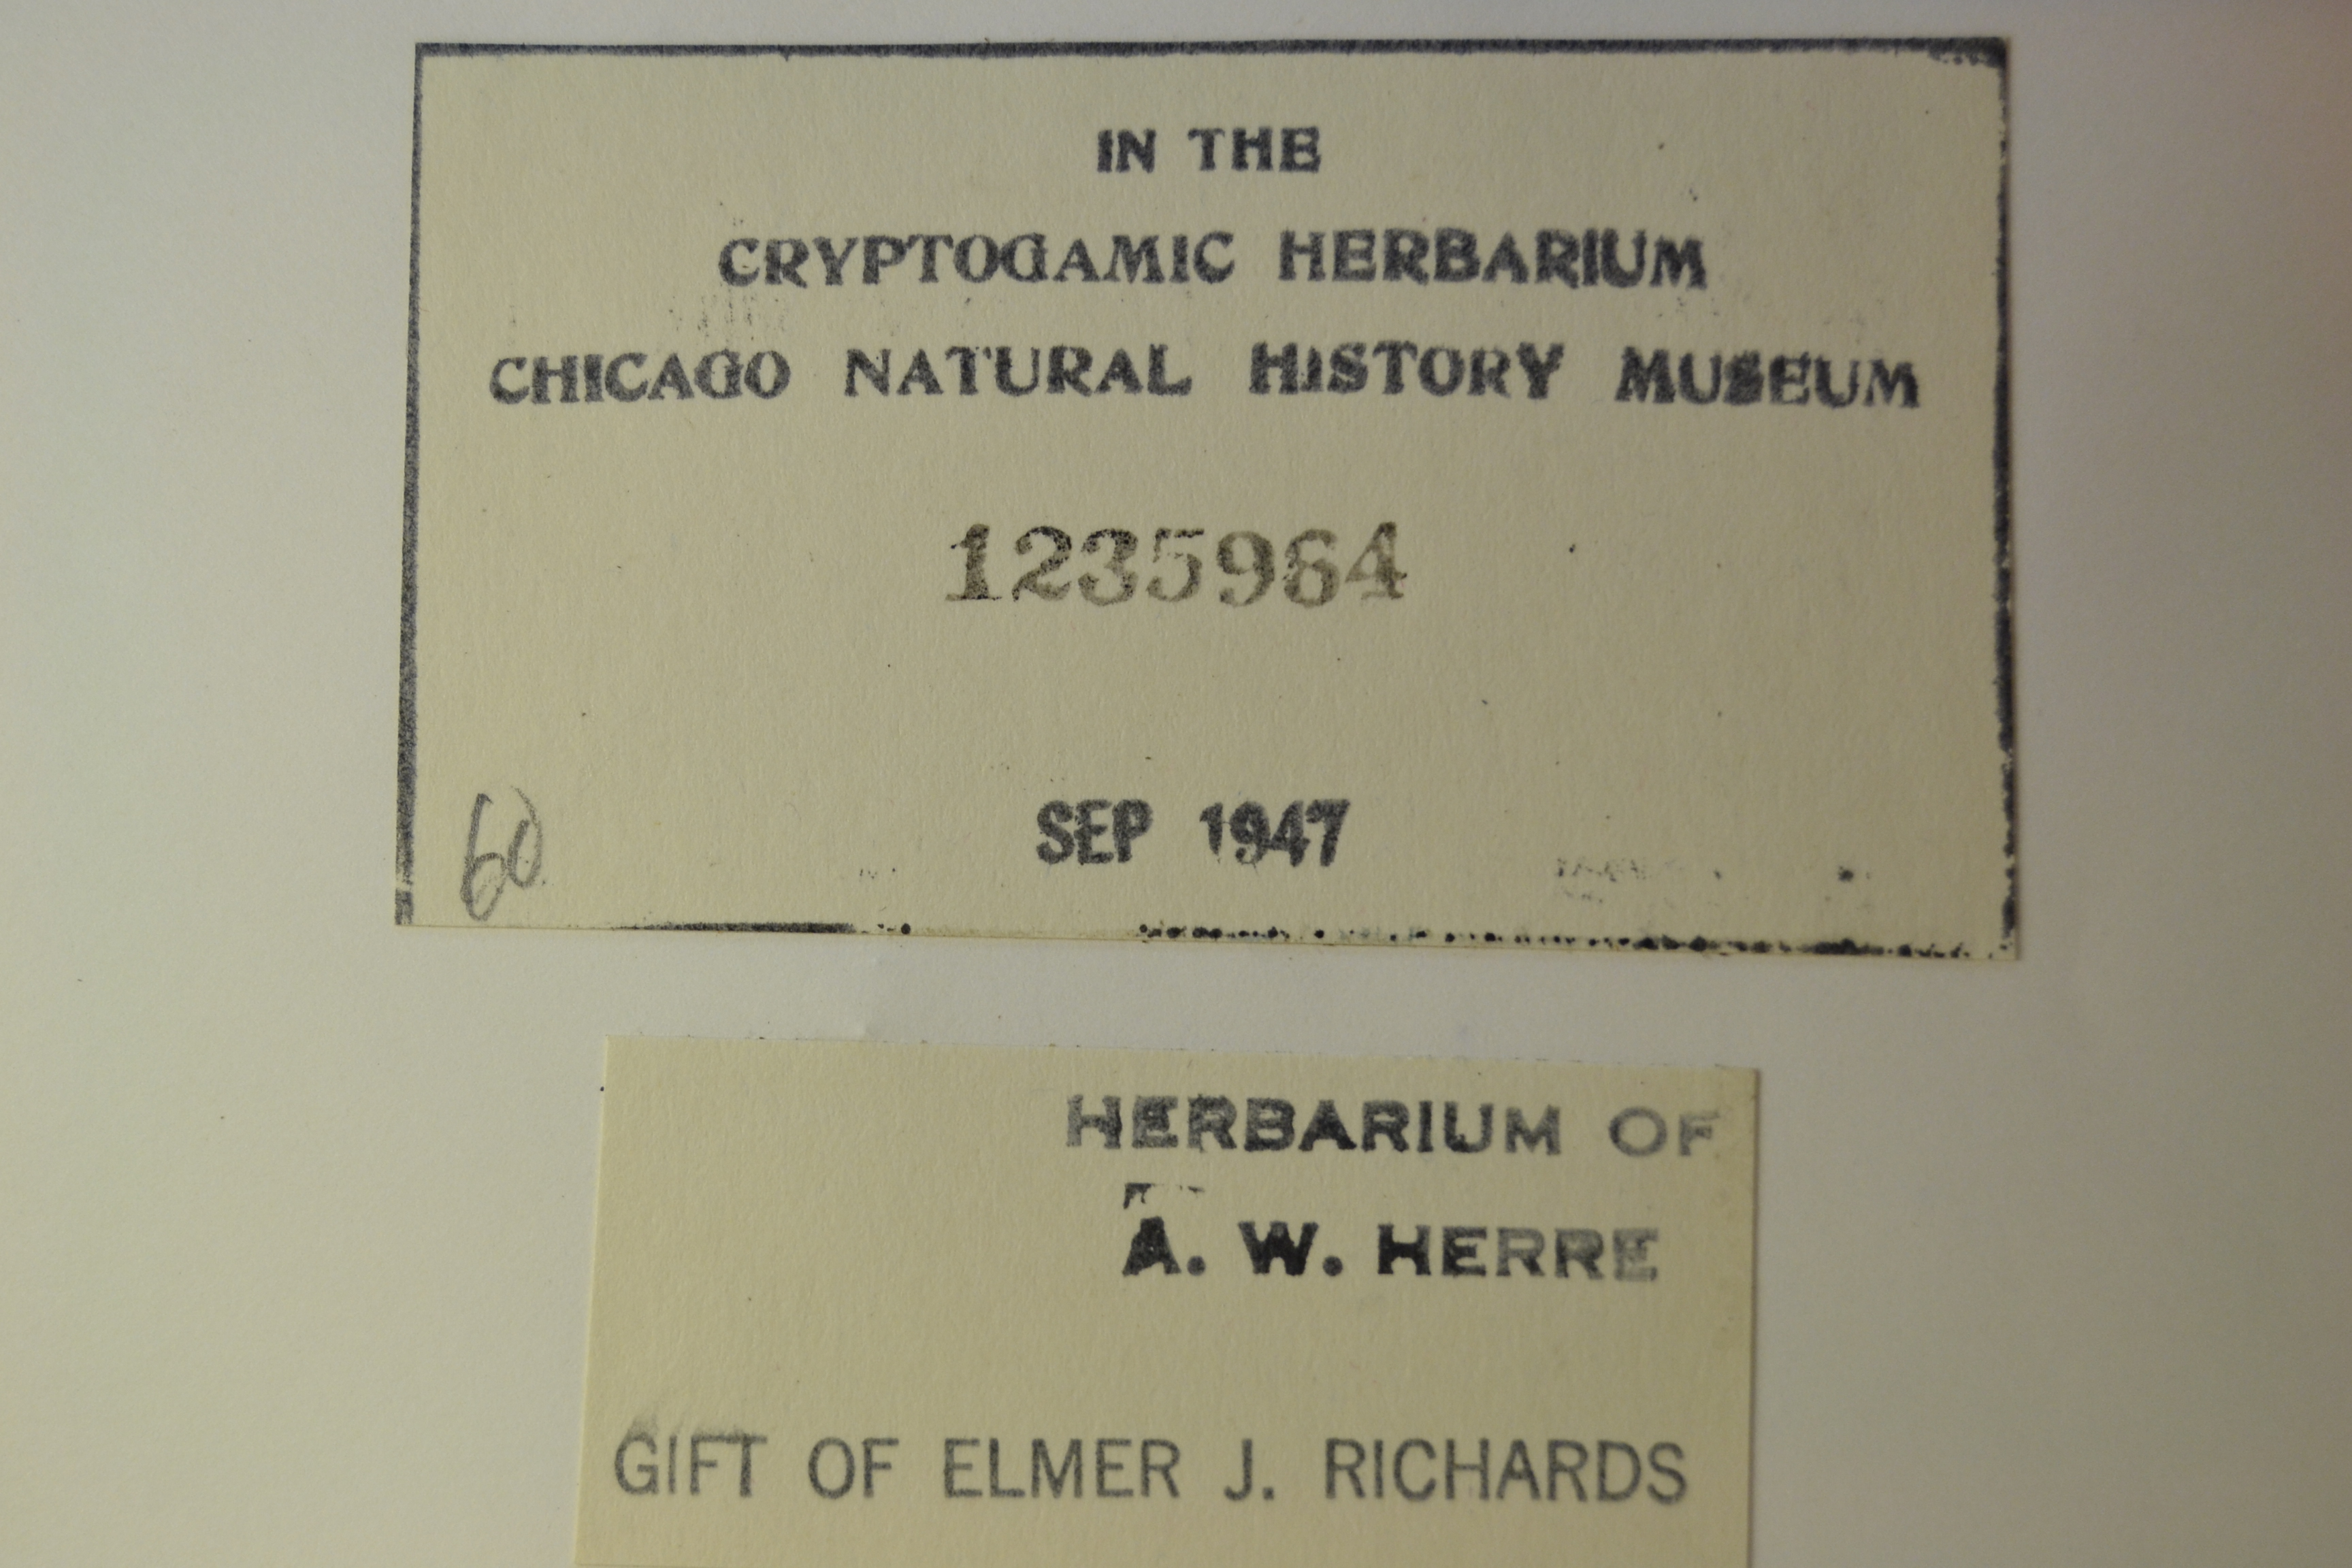 IN THE
CRYPTOGAMIC HERBARIUM
CHICAGO NATURAL HISTORY MUSEUM
1235964
SEP 1947
60
HERBARIUM OF
A. W. HERRE
GIFT OF ELMER J. RICHARDS